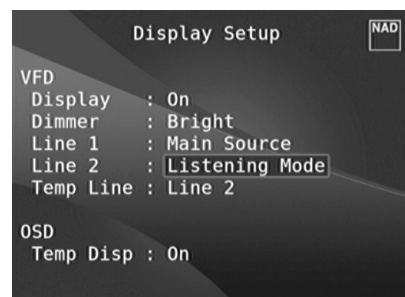 Display Setup
NAD
VFD
Display : On
Dimmer : Bright
Line 1 : Main Source
Line 2 : Listening Mode
Temp Line : Line 2
OSD
Temp Disp : On